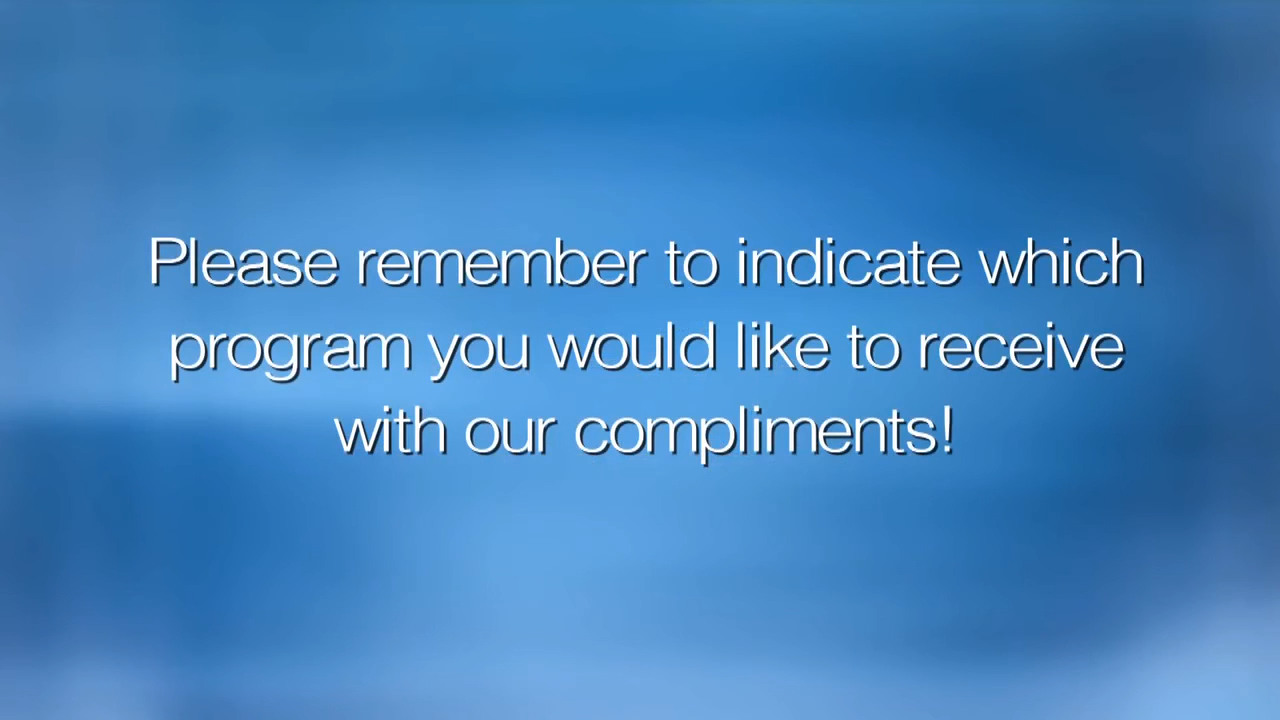 Please remember to indicate which
program you would like to receive
with our compliments!